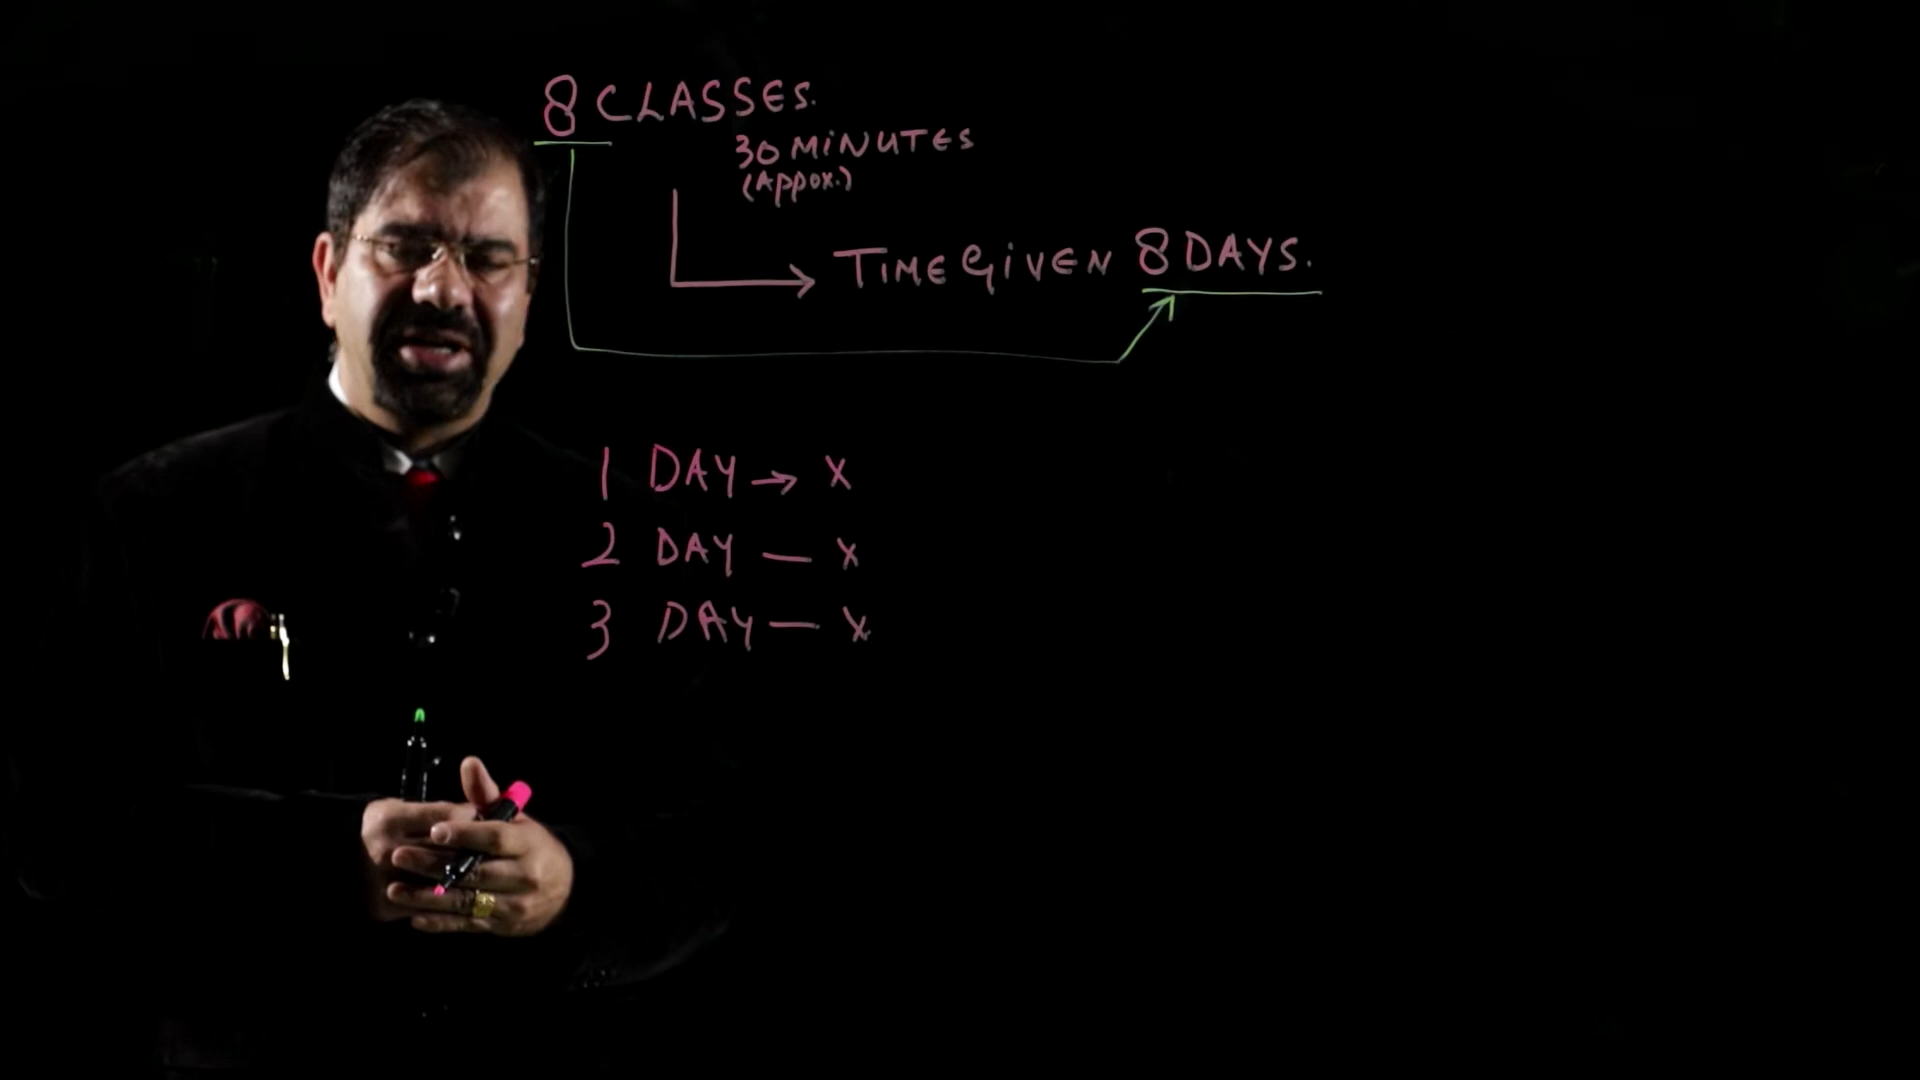 8 CLASSES.
30 MINUTES
(Appox.)
TIME GIVEN 8 DAYS.
1 DAY → X
2 DAY — X
3 DAY — X